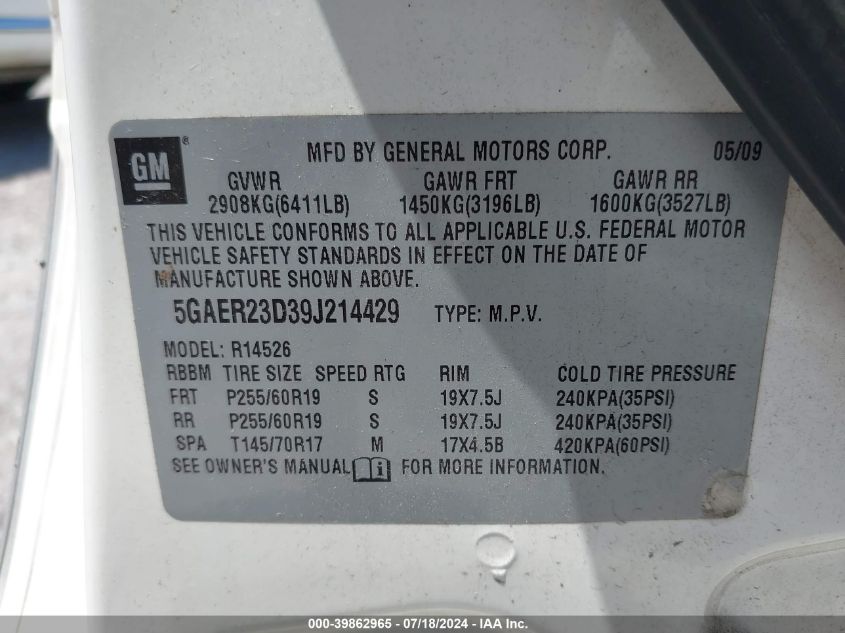 GM ® MFD BY GENERAL MOTORS CORP. 05/09
GVWR GAWR FRT GAWR RR
2908KG(6411LB) 1450KG(3196LB) 1600KG(3527LB)
THIS VEHICLE CONFORMS TO ALL APPLICABLE U.S. FEDERAL MOTOR
VEHICLE SAFETY STANDARDS IN EFFECT ON THE DATE OF
MANUFACTURE SHOWN ABOVE.
5GAER23D39J214429 TYPE: M.P.V.
MODEL: R14526
RBBM TIRE SIZE SPEED RTG RIM COLD TIRE PRESSURE
FRT P255/60R19 S 19X7.5J 240KPA(35PSI)
RR P255/60R19 S 19X7.5J 240KPA(35PSI)
SPA T145/70R17 M 17X4.5B 420KPA(60PSI)
SEE OWNER'S MANUAL i FOR MORE INFORMATION.
000-39862965 - 07/18/2024 - IAA Inc.